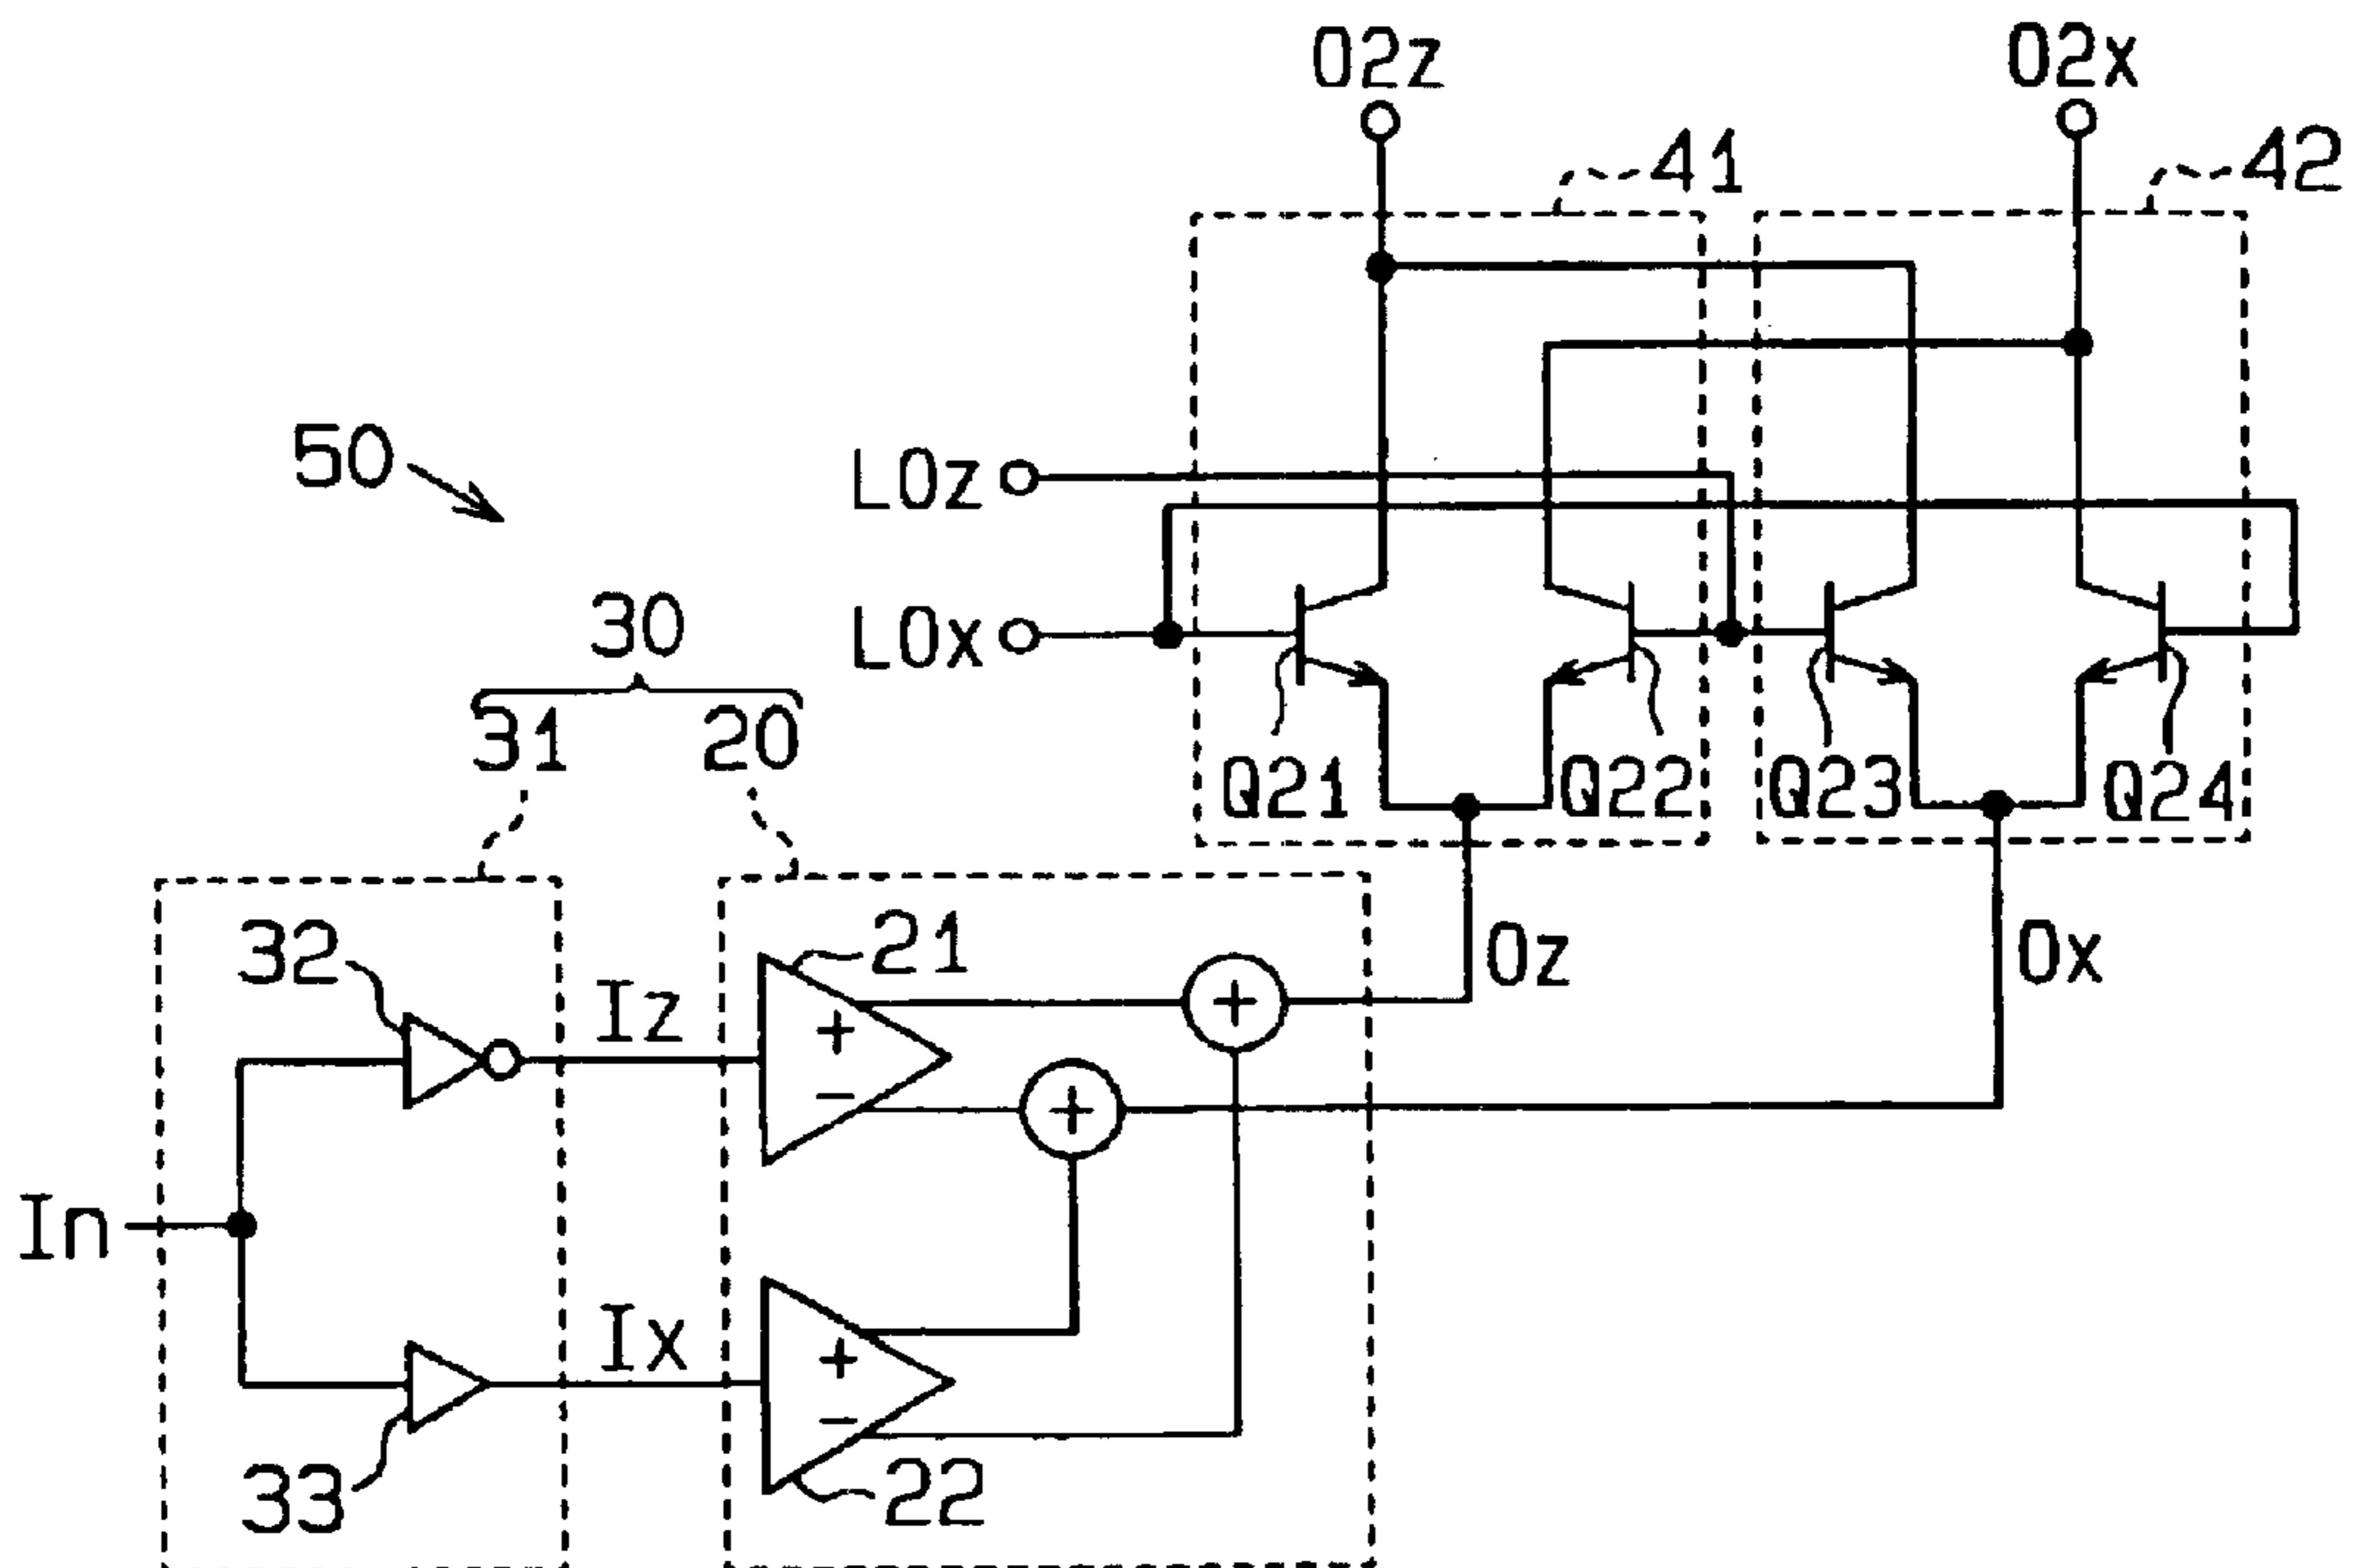 O2z
O2x
41
42
50
LOz
LOx
30
31
20
Q21
Q22
Q23
Q24
32
Iz
21
+
−
+
+
Oz
Ox
In
33
Ix
+
−
22